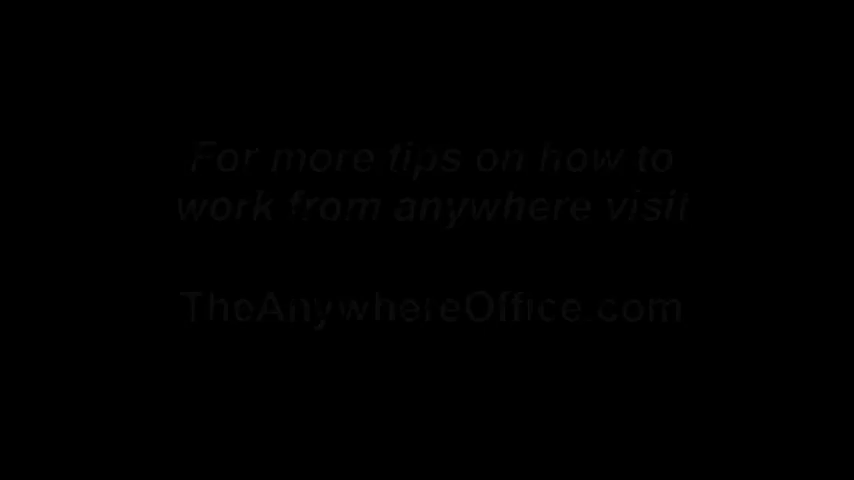 For more tips on how to
work from anywhere visit
TheAnywhereOffice.com